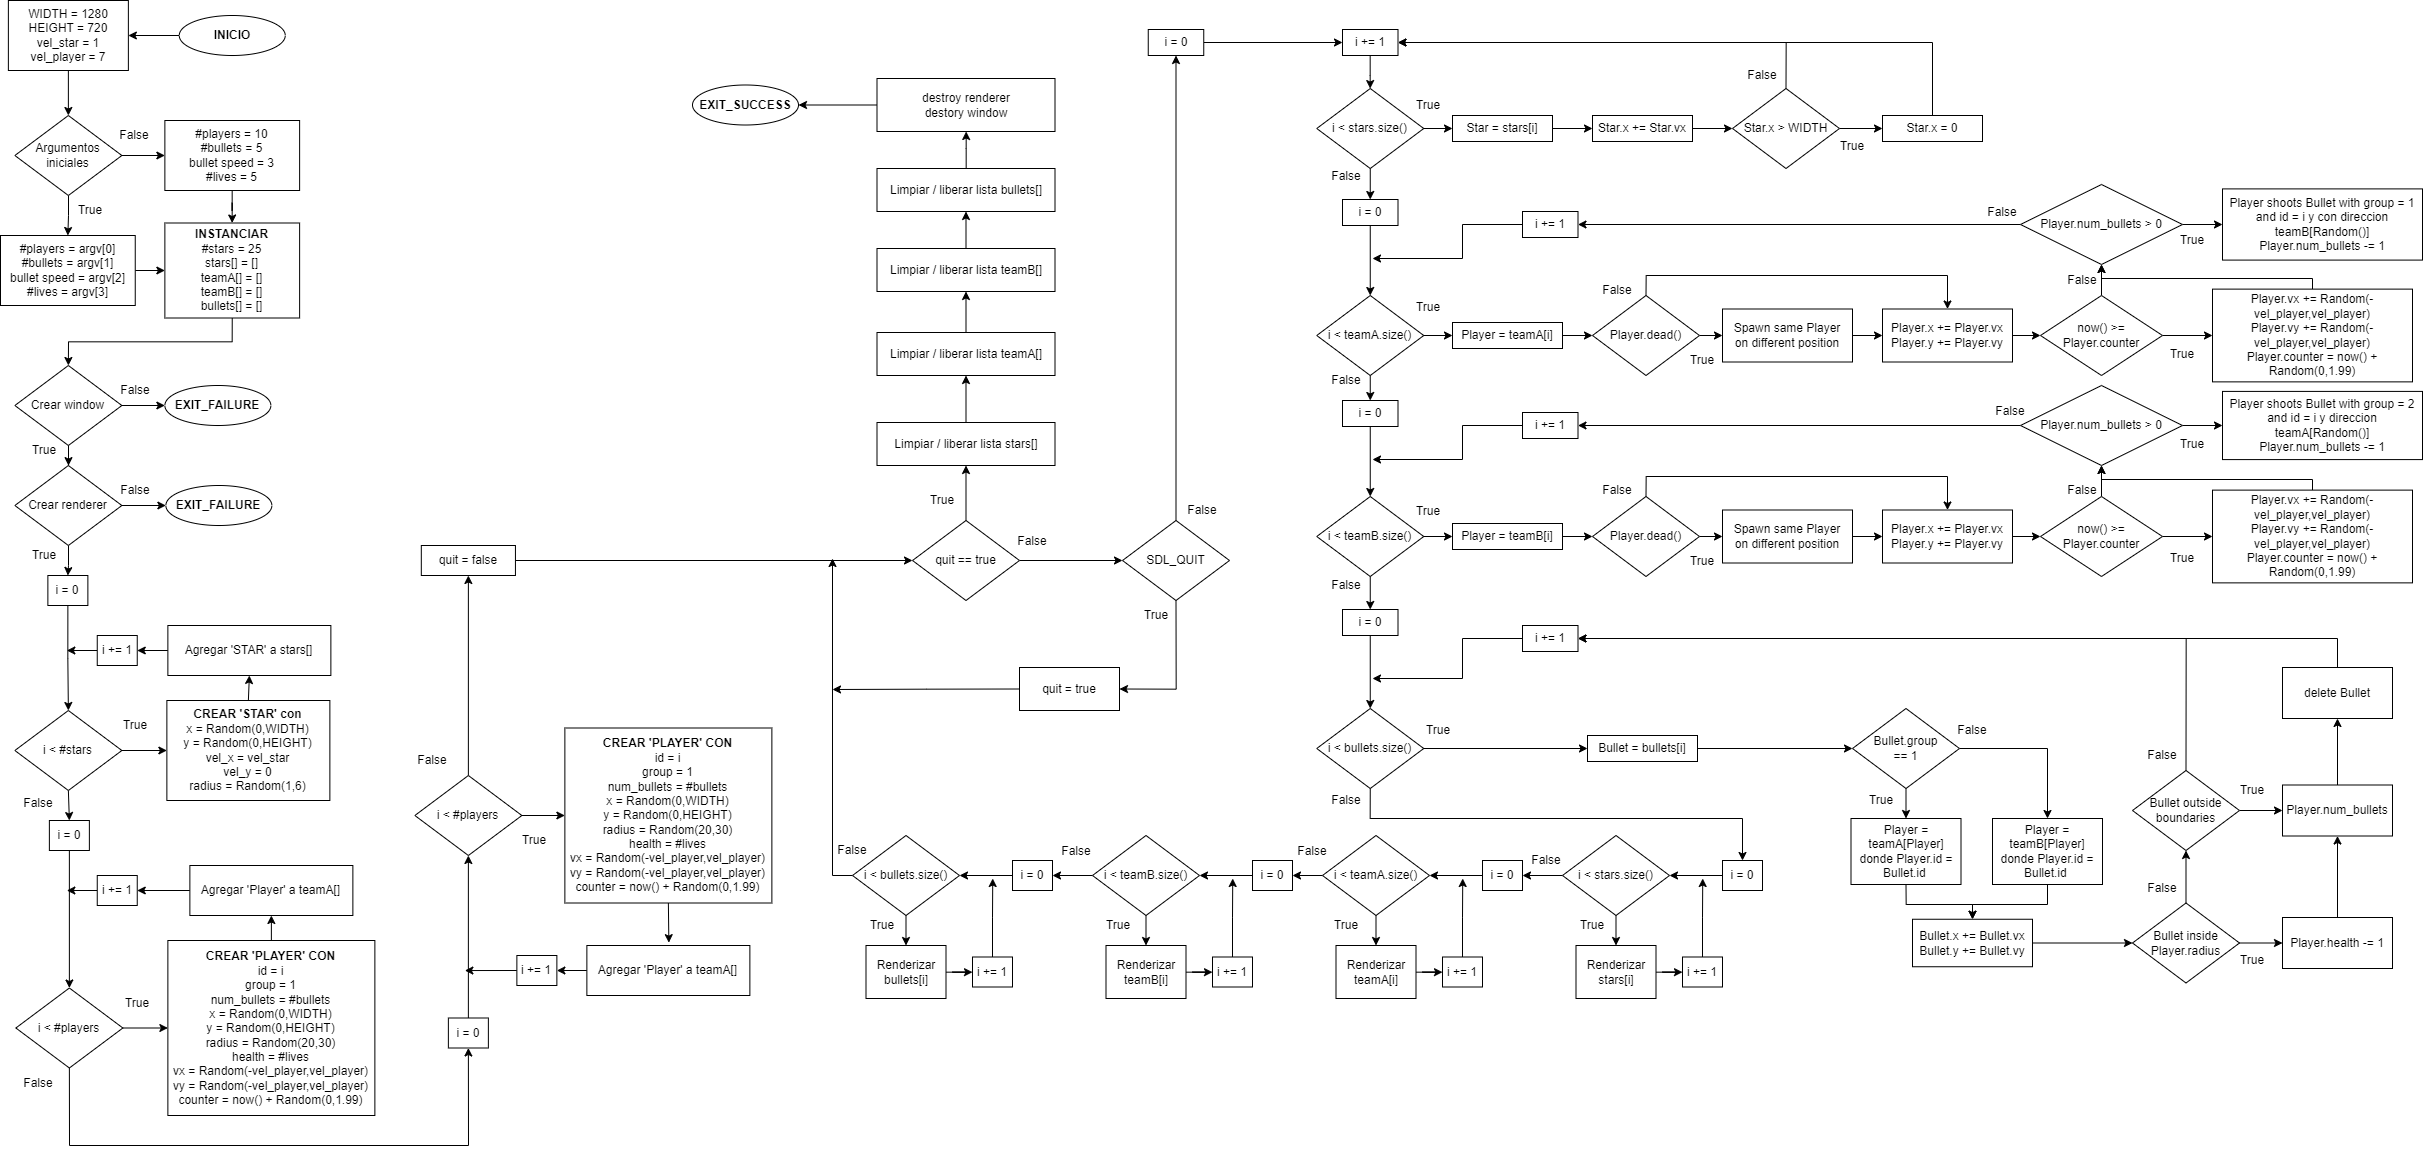 WIDTH = 1280
HEIGHT = 720
vel_star = 1
vel_player = 7
INICIO
Argumentos
iniciales
False
#players = 10
#bullets = 5
bullet speed = 3
#lives = 5
True
#players = argv[0]
#bullets = argv[1]
bullet speed = argv[2]
#lives = argv[3]
INSTANCIAR
#stars = 25
stars[] = []
teamA[] = []
teamB[] = []
bullets[] = []
Crear window
False
EXIT_FAILURE
True
Crear renderer
False
EXIT_FAILURE
True
i = 0
i += 1
Agregar 'STAR' a stars[]
i < #stars
True
CREAR 'STAR' con
x = Random(0,WIDTH)
y = Random(0,HEIGHT)
vel_x = vel_star
vel_y = 0
radius = Random(1,6)
False
i = 0
i += 1
Agregar 'Player' a teamA[]
i < #players
True
CREAR 'PLAYER' CON
id = i
group = 1
num_bullets = #bullets
x = Random(0,WIDTH)
y = Random(0,HEIGHT)
radius = Random(20,30)
health = #lives
vx = Random(-vel_player,vel_player)
vy = Random(-vel_player,vel_player)
counter = now() + Random(0,1.99)
False
i = 0
i += 1
Agregar 'Player' a teamA[]
i < #players
True
CREAR 'PLAYER' CON
id = i
group = 1
num_bullets = #bullets
x = Random(0,WIDTH)
y = Random(0,HEIGHT)
radius = Random(20,30)
health = #lives
vx = Random(-vel_player,vel_player)
vy = Random(-vel_player,vel_player)
counter = now() + Random(0,1.99)
False
quit = false
quit == true
True
Limpiar / liberar lista stars[]
Limpiar / liberar lista teamA[]
Limpiar / liberar lista teamB[]
Limpiar / liberar lista bullets[]
destroy renderer
destory window
EXIT_SUCCESS
False
SDL_QUIT
True
quit = true
False
i = 0
i += 1
i < stars.size()
True
Star = stars[i]
Star.x += Star.vx
Star.x > WIDTH
False
True
Star.x = 0
False
i = 0
i += 1
i < teamA.size()
True
Player = teamA[i]
Player.dead()
False
True
Spawn same Player
on different position
Player.x += Player.vx
Player.y += Player.vy
now() >=
Player.counter
False
True
Player.vx += Random(-
vel_player,vel_player)
Player.vy += Random(-
vel_player,vel_player)
Player.counter = now() +
Random(0,1.99)
Player.num_bullets > 0
False
True
Player shoots Bullet with group = 1
and id = i y con direccion
teamB[Random()]
Player.num_bullets -= 1
False
i = 0
i += 1
i < teamB.size()
True
Player = teamB[i]
Player.dead()
False
True
Spawn same Player
on different position
Player.x += Player.vx
Player.y += Player.vy
now() >=
Player.counter
False
True
Player.vx += Random(-
vel_player,vel_player)
Player.vy += Random(-
vel_player,vel_player)
Player.counter = now() +
Random(0,1.99)
Player.num_bullets > 0
False
True
Player shoots Bullet with group = 2
and id = i y direccion
teamA[Random()]
Player.num_bullets -= 1
False
i = 0
i += 1
i < bullets.size()
True
Bullet = bullets[i]
Bullet.group
== 1
False
True
Player =
teamA[Player]
donde Player.id =
Bullet.id
Player =
teamB[Player]
donde Player.id =
Bullet.id
Bullet.x += Bullet.vx
Bullet.y += Bullet.vy
Bullet inside
Player.radius
False
True
Player.health -= 1
Bullet outside
boundaries
False
True
Player.num_bullets
delete Bullet
False
i = 0
i < stars.size()
True
Renderizar
stars[i]
i += 1
False
i = 0
i < teamA.size()
True
Renderizar
teamA[i]
i += 1
False
i = 0
i < teamB.size()
True
Renderizar
teamB[i]
i += 1
False
i = 0
i < bullets.size()
True
Renderizar
bullets[i]
i += 1
False